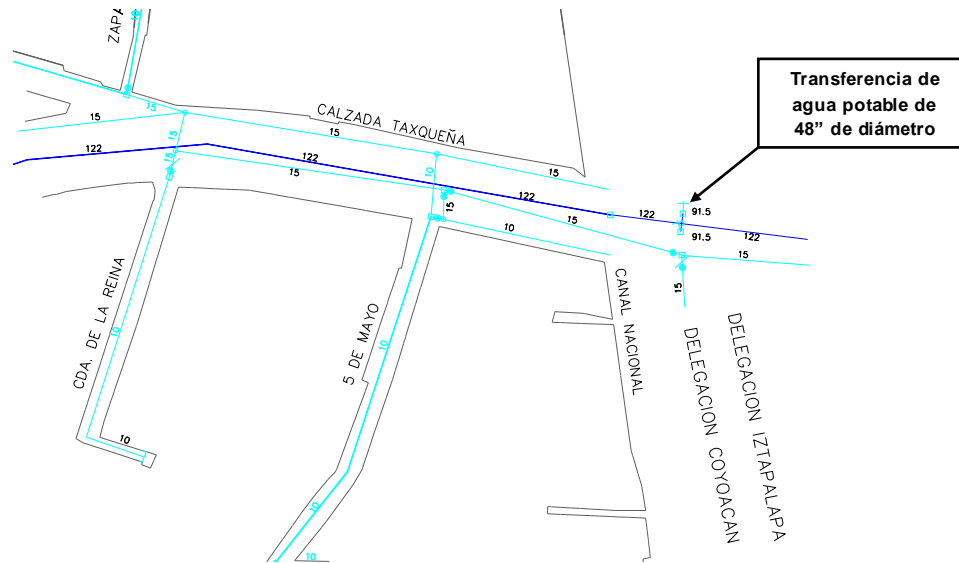 10
ZAPA
Transferencia de
agua potable de
48” de diámetro
15
CALZADA TAXQUEÑA
15
15
15
122
15
122
15
10
15
122
15
15
10
122
91.5
91.5
122
15
15
CDA. DE LA REINA
10
10
5 DE MAYO
10
10
10
CANAL NACIONAL
DELEGACION COYOACAN
DELEGACION IZTAPALAPA